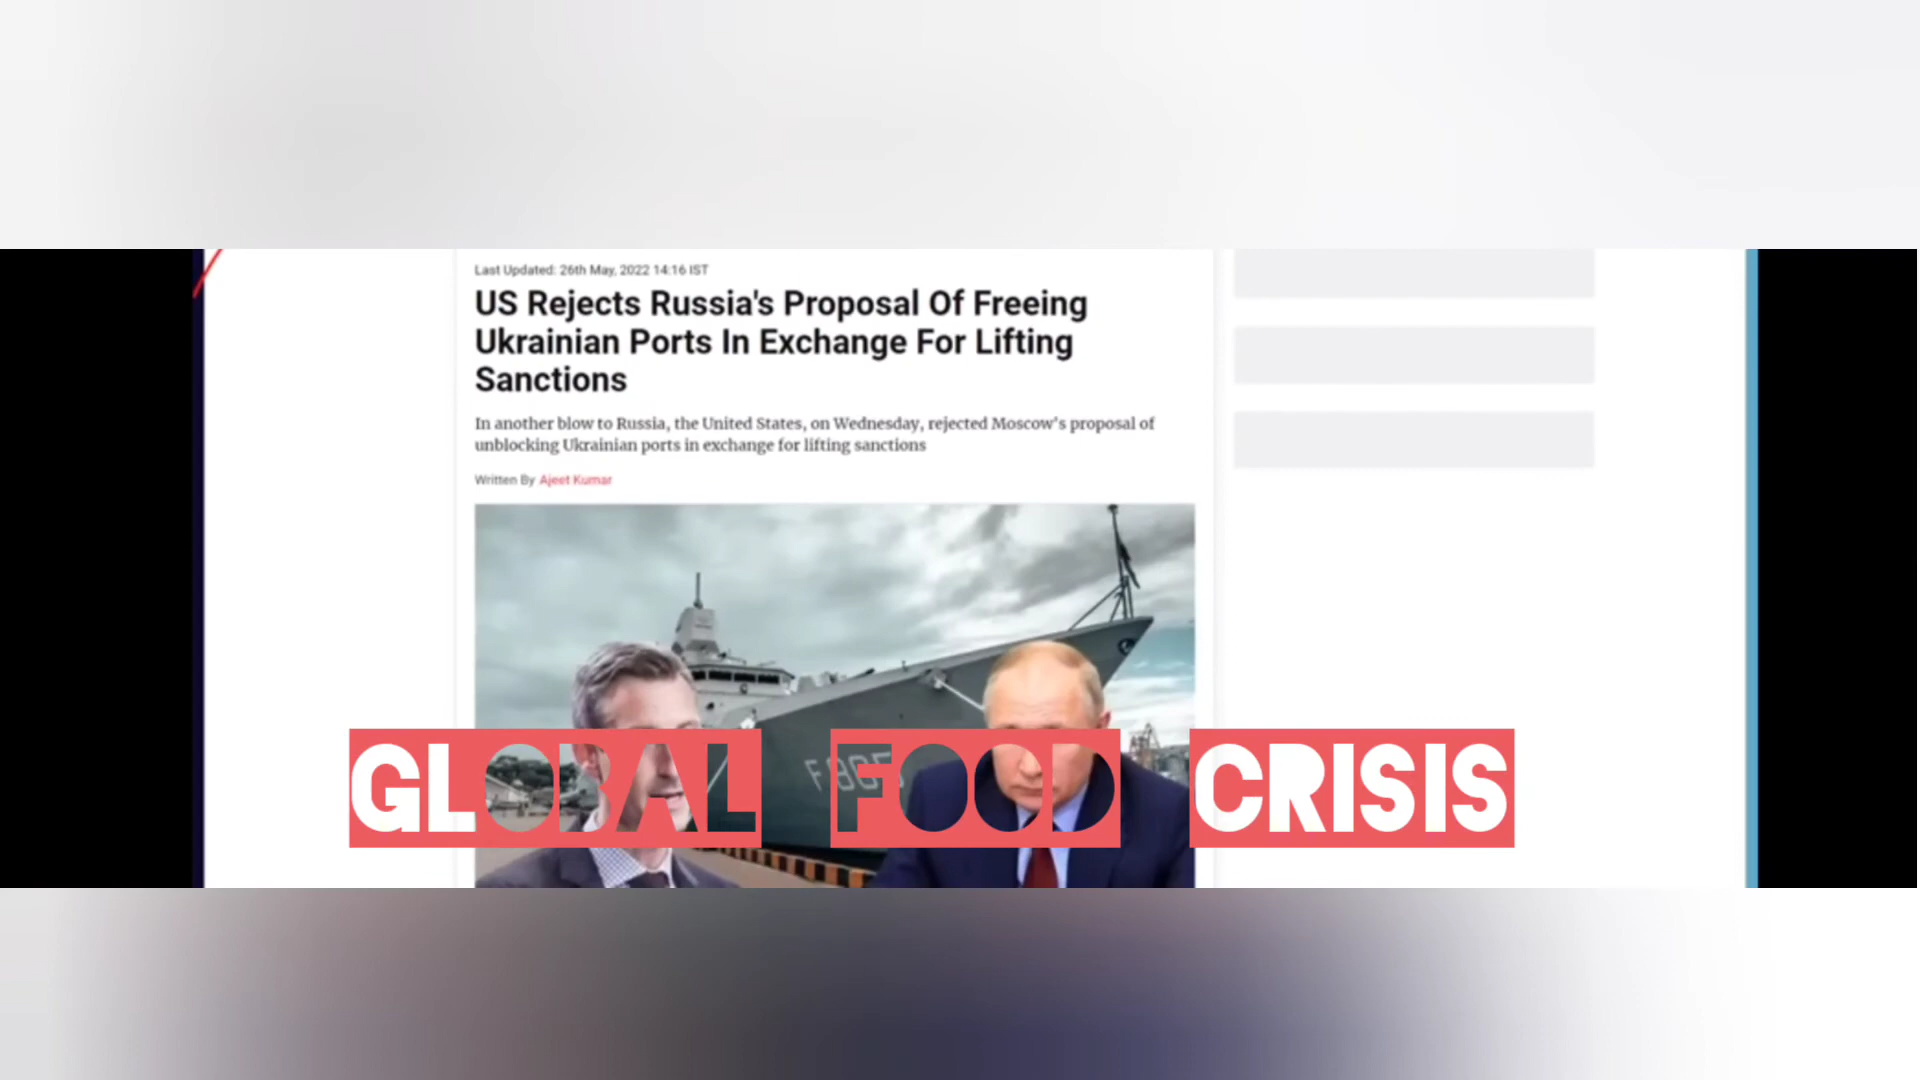 Last Updated: 26th May, 2022 14:16 IST
US Rejects Russia's Proposal Of Freeing
Ukrainian Ports In Exchange For Lifting
Sanctions
In another blow to Russia, the United States, on Wednesday, rejected Moscow's proposal of
unblocking Ukrainian ports in exchange for lifting sanctions
Written By Ajeet Kumar
F805
GLOBAL FOOD CRISIS